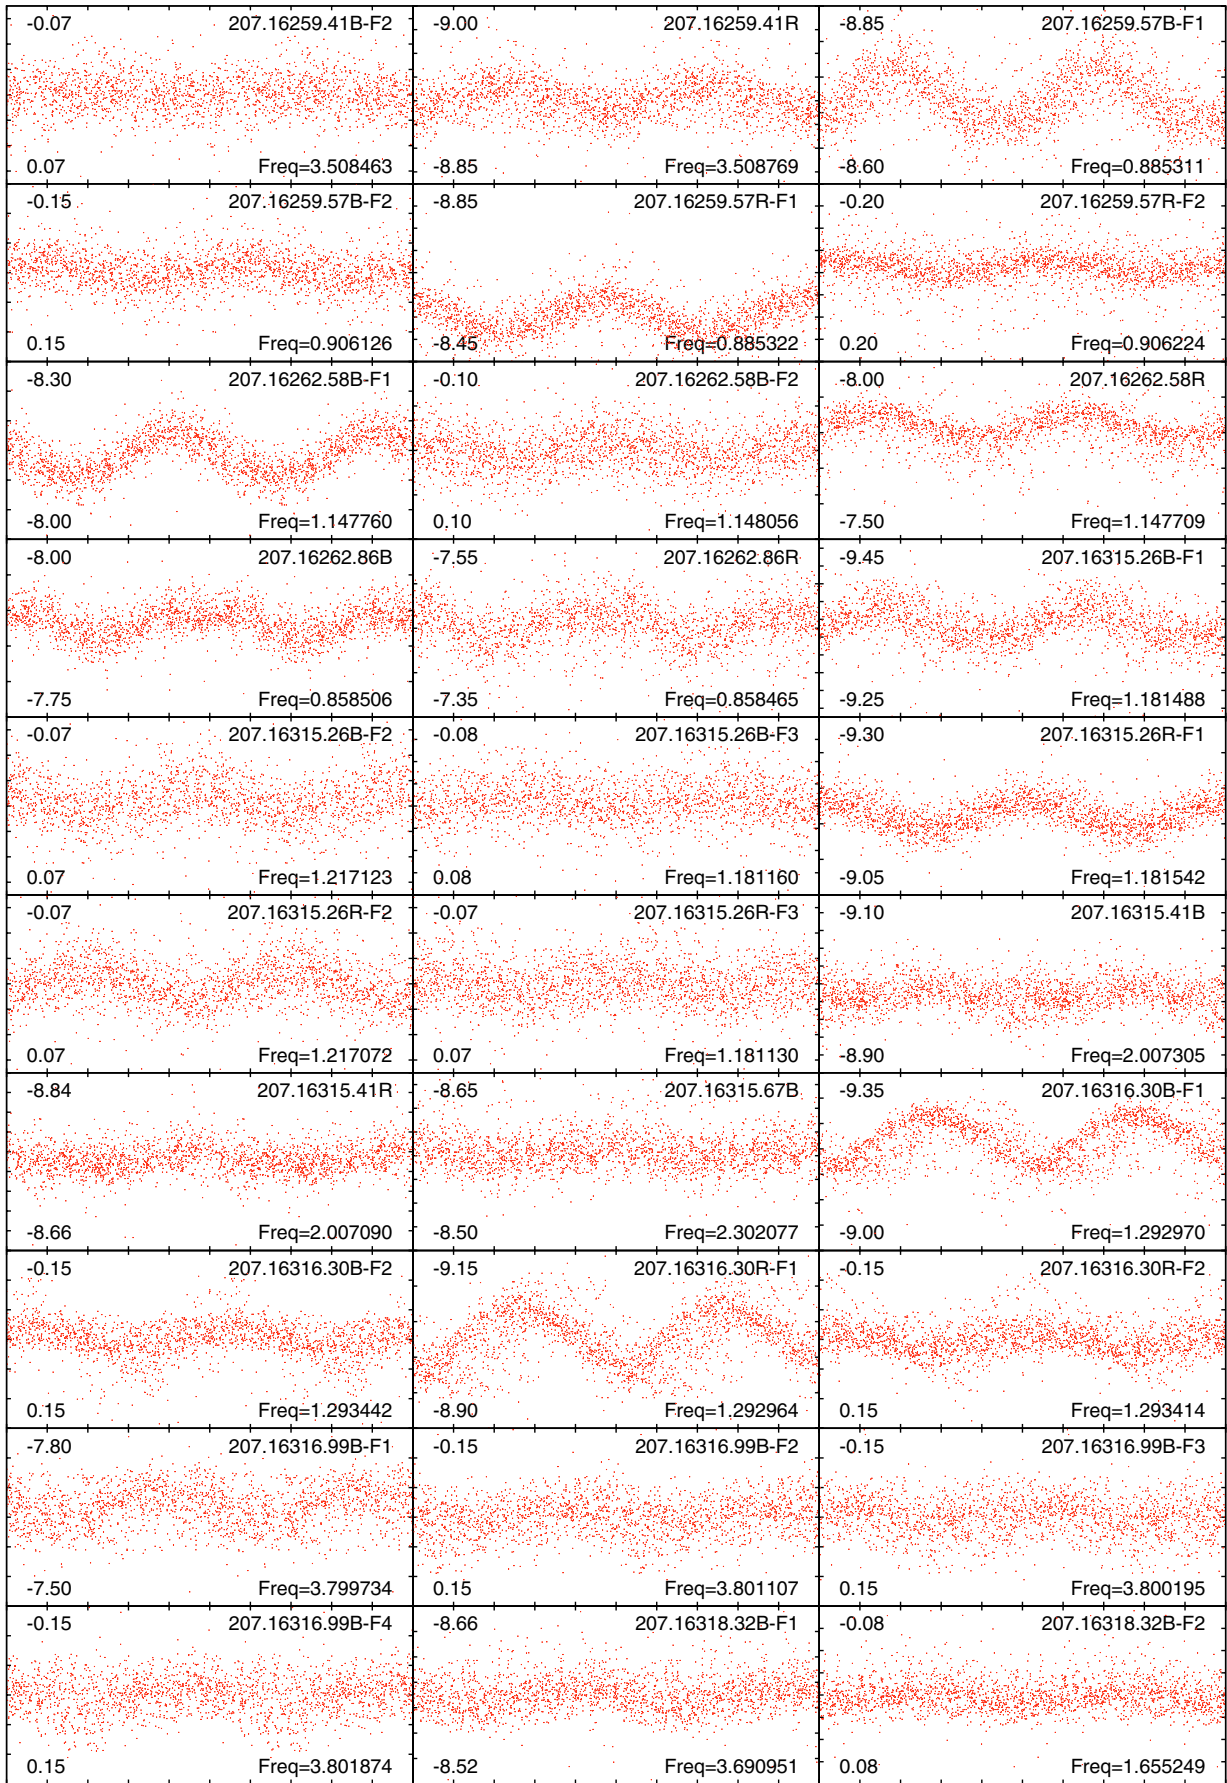 -0.07 207.16259.41B-F2
0.07 Freq=3.508463
-9.00 207.16259.41R
-8.85 Freq=3.508769
-8.85 207.16259.57B-F1
-8.60 Freq=0.885311
-0.15 207.16259.57B-F2
0.15 Freq=0.906126
-8.85 207.16259.57R-F1
-8.45 Freq=0.885322
-0.20 207.16259.57R-F2
0.20 Freq=0.906224
-8.30 207.16262.58B-F1
-8.00 Freq=1.147760
-0.10 207.16262.58B-F2
0.10 Freq=1.148056
-8.00 207.16262.58R
-7.50 Freq=1.147709
-8.00 207.16262.86B
-7.75 Freq=0.858506
-7.55 207.16262.86R
-7.35 Freq=0.858465
-9.45 207.16315.26B-F1
-9.25 Freq=1.181488
-0.07 207.16315.26B-F2
0.07 Freq=1.217123
-0.08 207.16315.26B-F3
0.08 Freq=1.181160
-9.30 207.16315.26R-F1
-9.05 Freq=1.181542
-0.07 207.16315.26R-F2
0.07 Freq=1.217072
-0.07 207.16315.26R-F3
0.07 Freq=1.181130
-9.10 207.16315.41B
-8.90 Freq=2.007305
-8.84 207.16315.41R
-8.66 Freq=2.007090
-8.65 207.16315.67B
-8.50 Freq=2.302077
-9.35 207.16316.30B-F1
-9.00 Freq=1.292970
-0.15 207.16316.30B-F2
0.15 Freq=1.293442
-9.15 207.16316.30R-F1
-8.90 Freq=1.292964
-0.15 207.16316.30R-F2
0.15 Freq=1.293414
-7.80 207.16316.99B-F1
-7.50 Freq=3.799734
-0.15 207.16316.99B-F2
0.15 Freq=3.801107
-0.15 207.16316.99B-F3
0.15 Freq=3.800195
-0.15 207.16316.99B-F4
0.15 Freq=3.801874
-8.66 207.16318.32B-F1
-8.52 Freq=3.690951
-0.08 207.16318.32B-F2
0.08 Freq=1.655249